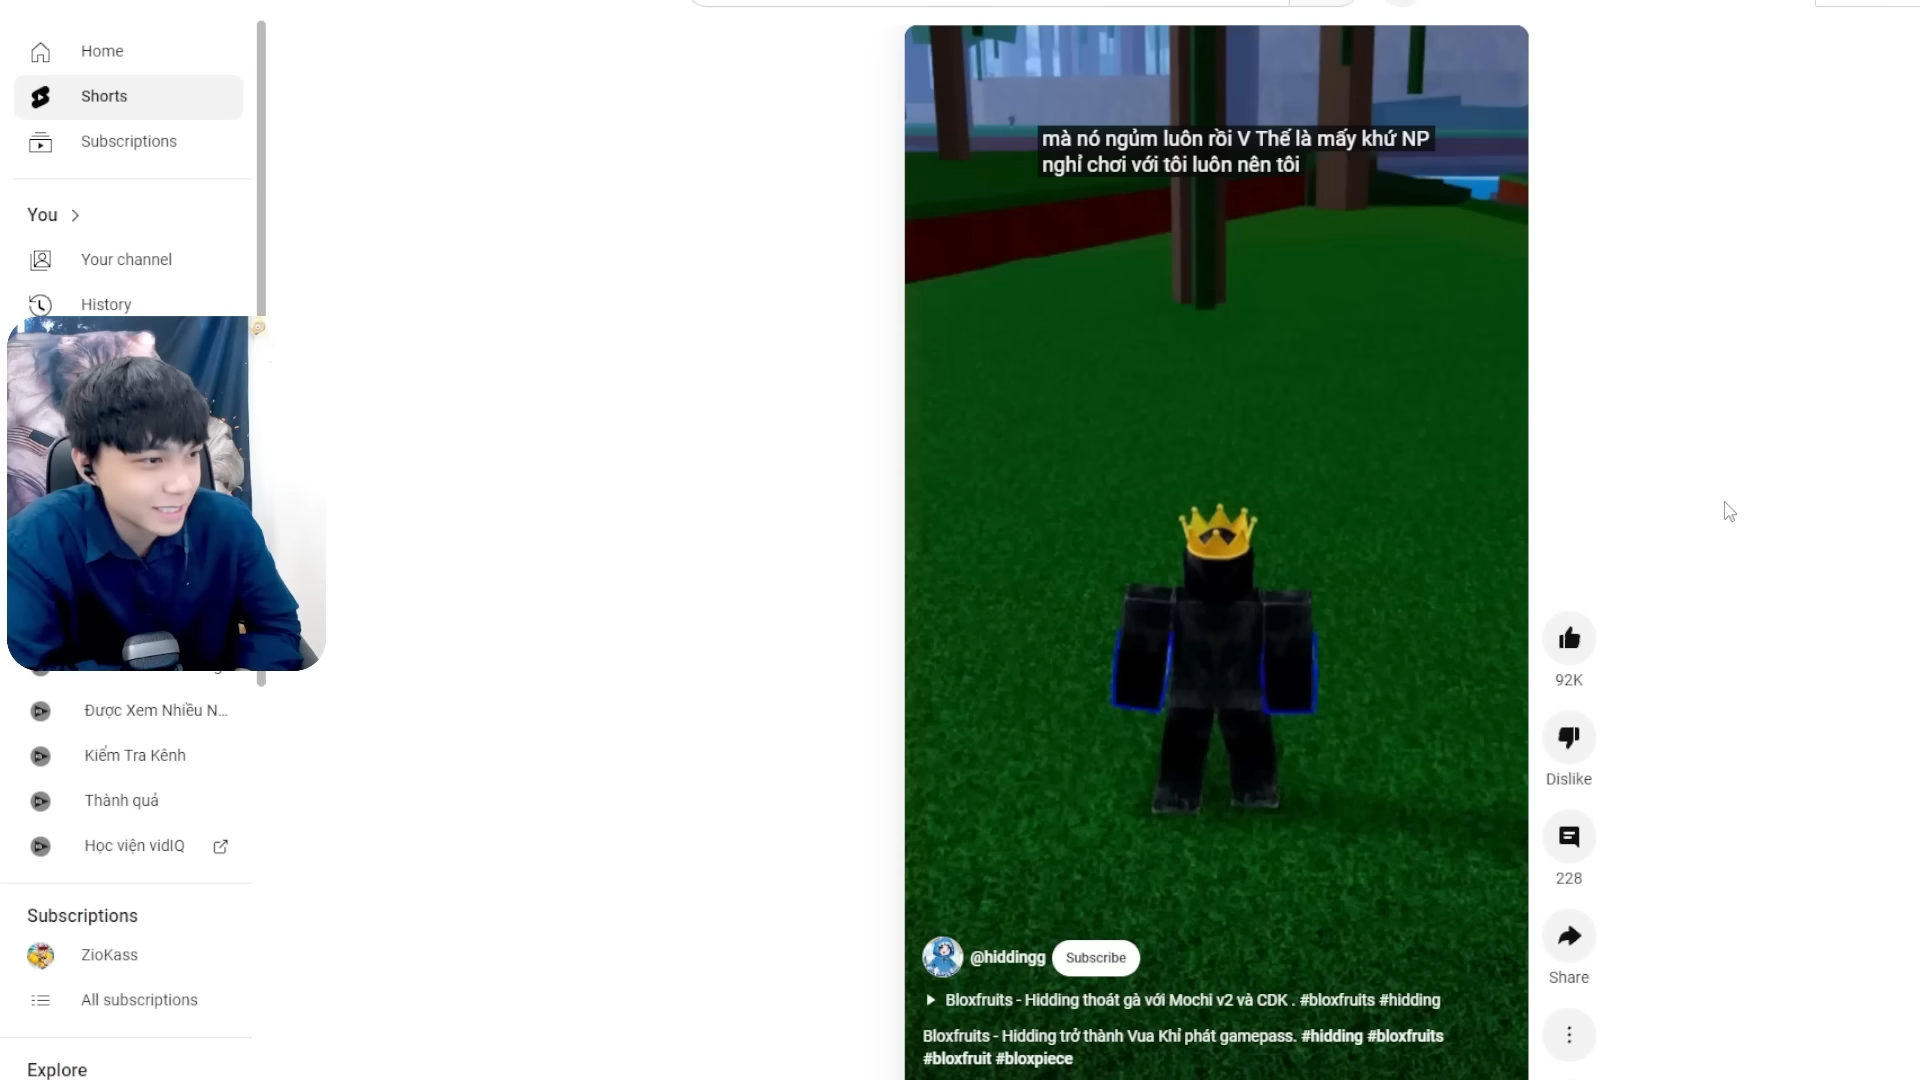 Home
Shorts
Subscriptions
You
Your channel
History
Được Xem Nhiều N...
Kiểm Tra Kênh
Thành quả
Học viện vidIQ
Subscriptions
ZioKass
All subscriptions
Explore
mà nó ngủm luôn rồi V Thế là mấy khứ NP
nghỉ chơi với tôi luôn nên tôi
@hiddingg
Subscribe
Bloxfruits - Hidding thoát gà với Mochi v2 và CDK . #bloxfruits #hidding
Bloxfruits - Hidding trở thành Vua Khỉ phát gamepass. #hidding #bloxfruits
#bloxfruit #bloxpiece
92K
Dislike
228
Share